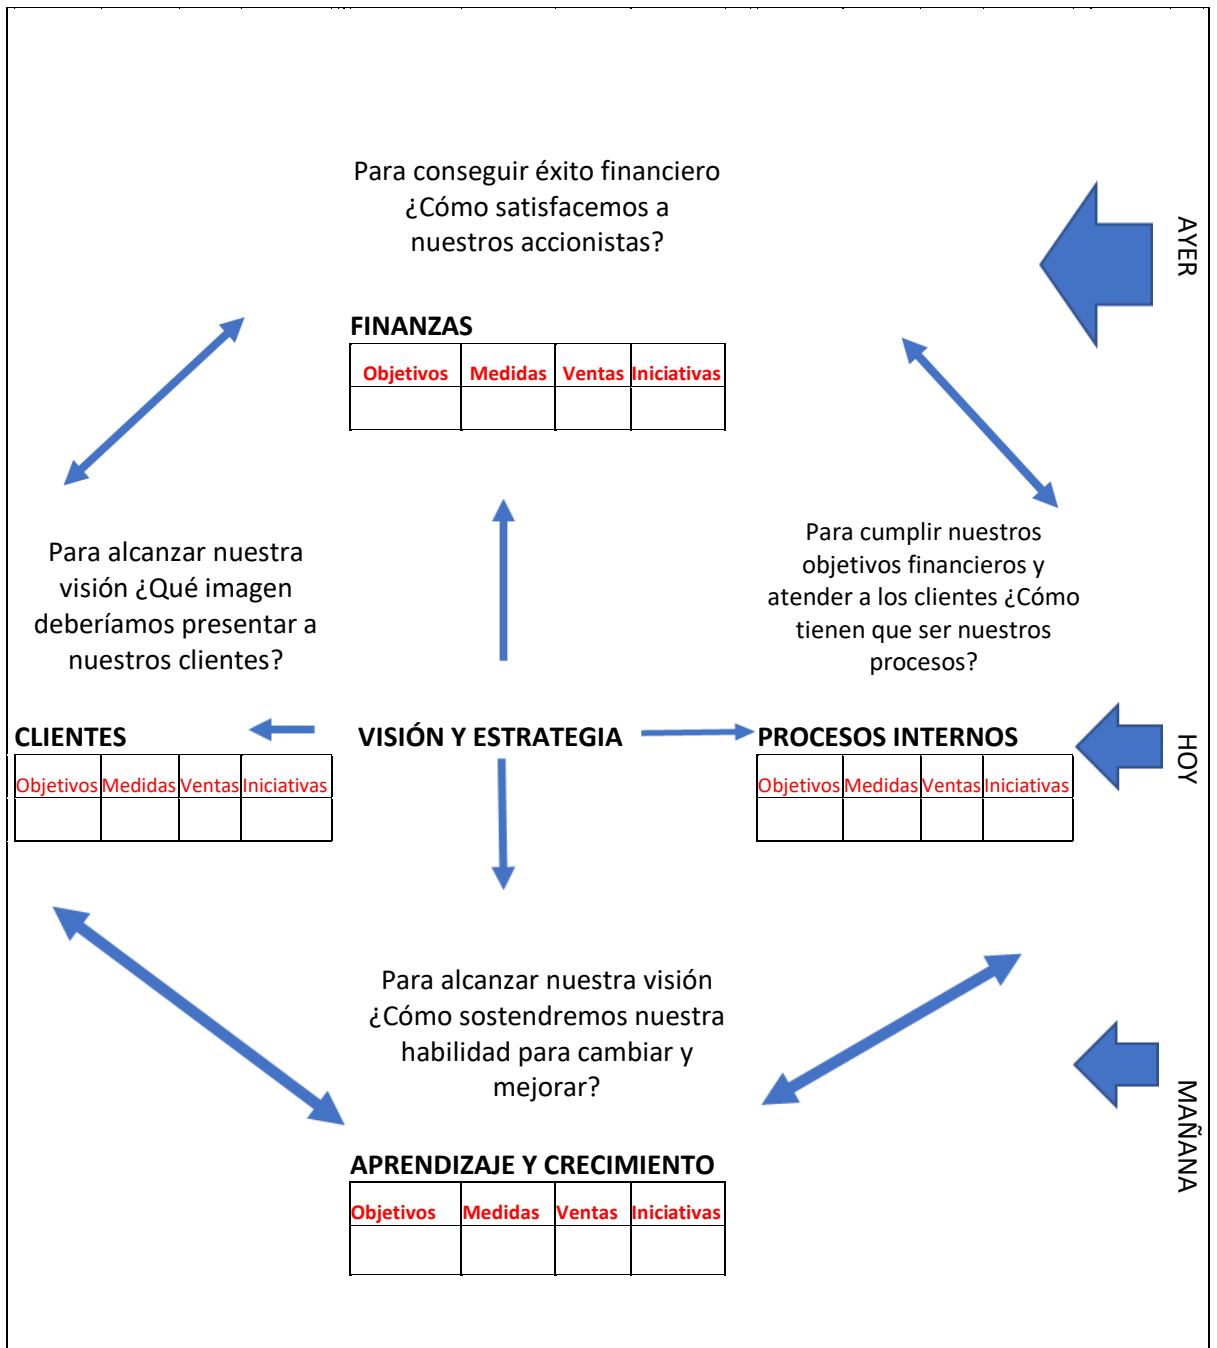 Para conseguir éxito financiero
¿Cómo satisfacemos a
nuestros accionistas?
AYER
FINANZAS
Objetivos Medidas Ventas Iniciativas
Para alcanzar nuestra
visión ¿Qué imagen
deberíamos presentar a
nuestros clientes?
Para cumplir nuestros
objetivos financieros y
atender a los clientes ¿Cómo
tienen que ser nuestros
procesos?
CLIENTES
Objetivos Medidas Ventas Iniciativas
VISIÓN Y ESTRATEGIA
PROCESOS INTERNOS
Objetivos Medidas Ventas Iniciativas
HOY
Para alcanzar nuestra visión
¿Cómo sostendremos nuestra
habilidad para cambiar y
mejorar?
MAÑANA
APRENDIZAJE Y CRECIMIENTO
Objetivos Medidas Ventas Iniciativas